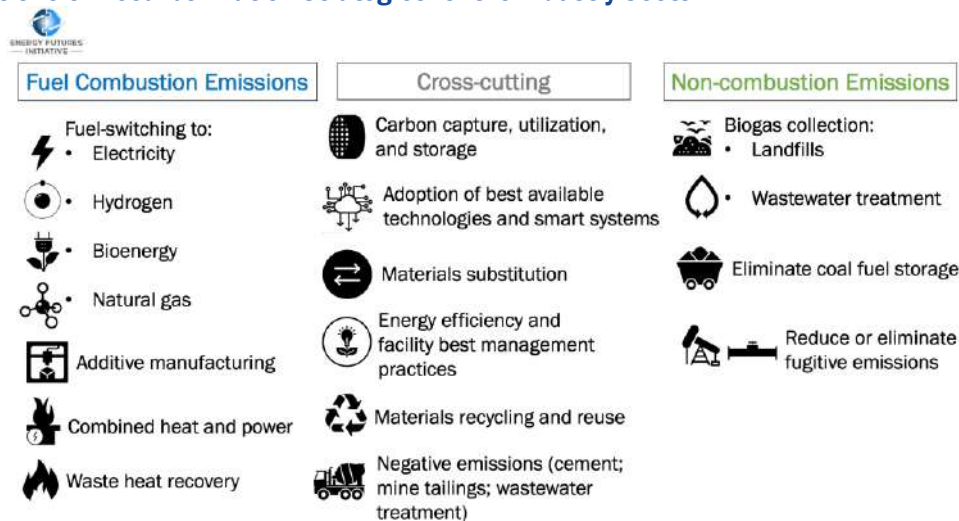 ENERGY FUTURES
INITIATIVE
Fuel Combustion Emissions
Fuel-switching to:
• Electricity
• Hydrogen
• Bioenergy
• Natural gas
Additive manufacturing
Combined heat and power
Waste heat recovery
Cross-cutting
Carbon capture, utilization,
and storage
Adoption of best available
technologies and smart systems
Materials substitution
Energy efficiency and
facility best management
practices
Materials recycling and reuse
Negative emissions (cement;
mine tailings; wastewater
treatment)
Non-combustion Emissions
Biogas collection:
• Landfills
• Wastewater treatment
Eliminate coal fuel storage
Reduce or eliminate
fugitive emissions